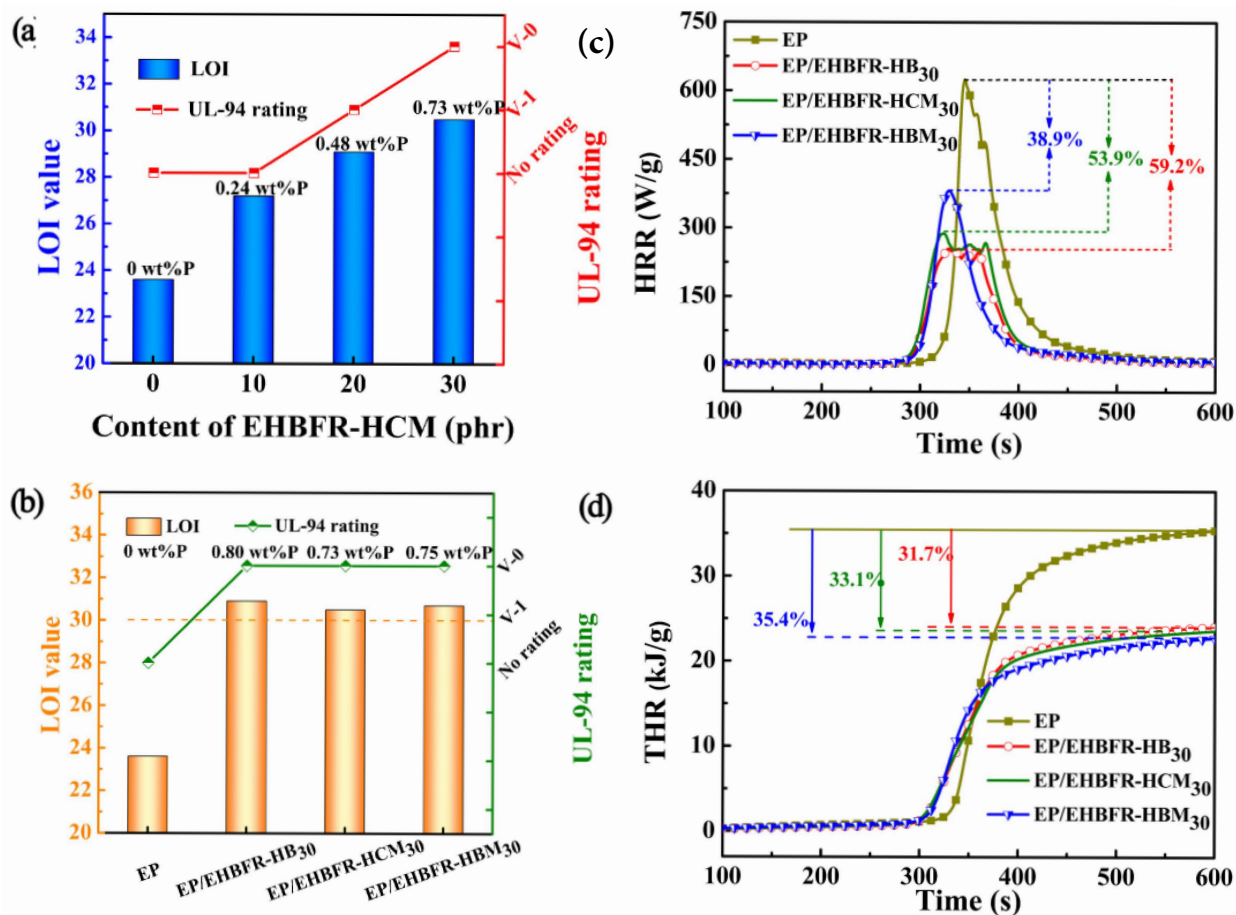 (a)
34
32
30
28
26
24
22
20
LOI value
LOI
UL-94 rating
0 wt%P
0.24 wt%P
0.48 wt%P
0.73 wt%P
V-0
V-1
No rating
UL-94 rating
0 10 20 30
Content of EHBFR-HCM (phr)
(c)
750
600
450
300
150
0
HRR (W/g)
EP
EP/EHBFR-HB30
EP/EHBFR-HCM30
EP/EHBFR-HBM30
38.9%
53.9%
59.2%
100 200 300 400 500 600
Time (s)
(b)
36
34
32
30
28
26
24
22
20
LOI value
LOI
UL-94 rating
0 wt%P 0.80 wt%P 0.73 wt%P 0.75 wt%P
V-0
V-1
No rating
UL-94 rating
EP
EP/EHBFR-HB30
EP/EHBFR-HCM30
EP/EHBFR-HBM30
(d)
40
30
20
10
0
THR (kJ/g)
31.7%
33.1%
35.4%
EP
EP/EHBFR-HB30
EP/EHBFR-HCM30
EP/EHBFR-HBM30
100 200 300 400 500 600
Time (s)